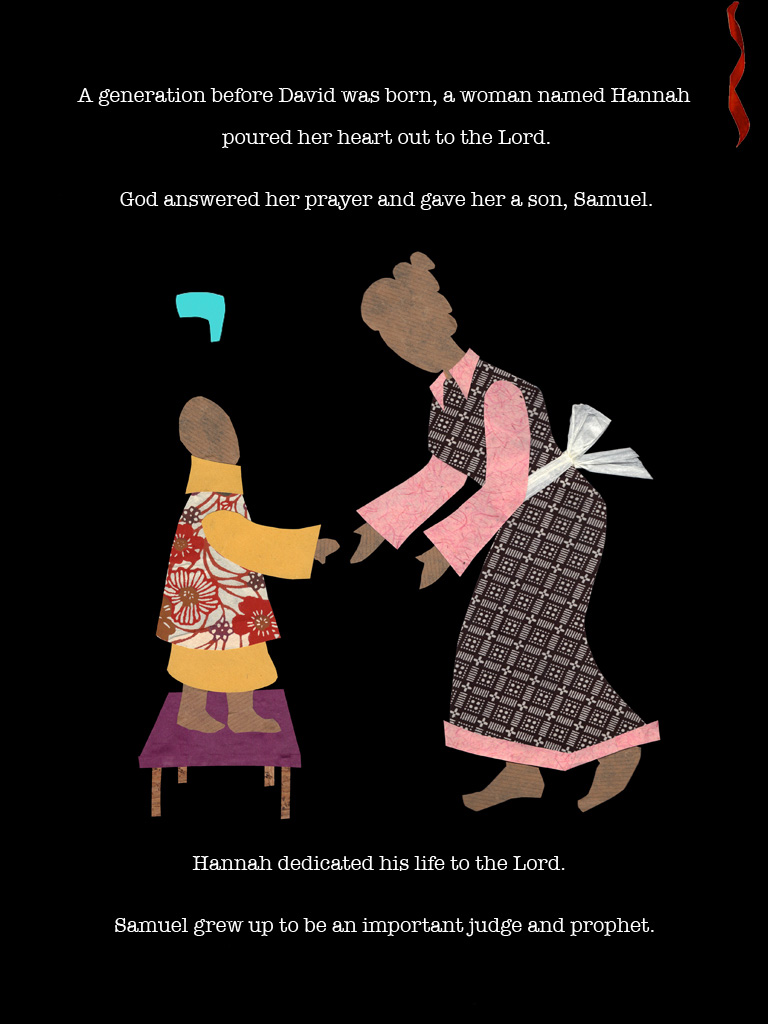 A generation before David was born, a woman named Hannah
poured her heart out to the Lord.
God answered her prayer and gave her a son, Samuel.
Hannah dedicated his life to the Lord.
Samuel grew up to be an important judge and prophet.